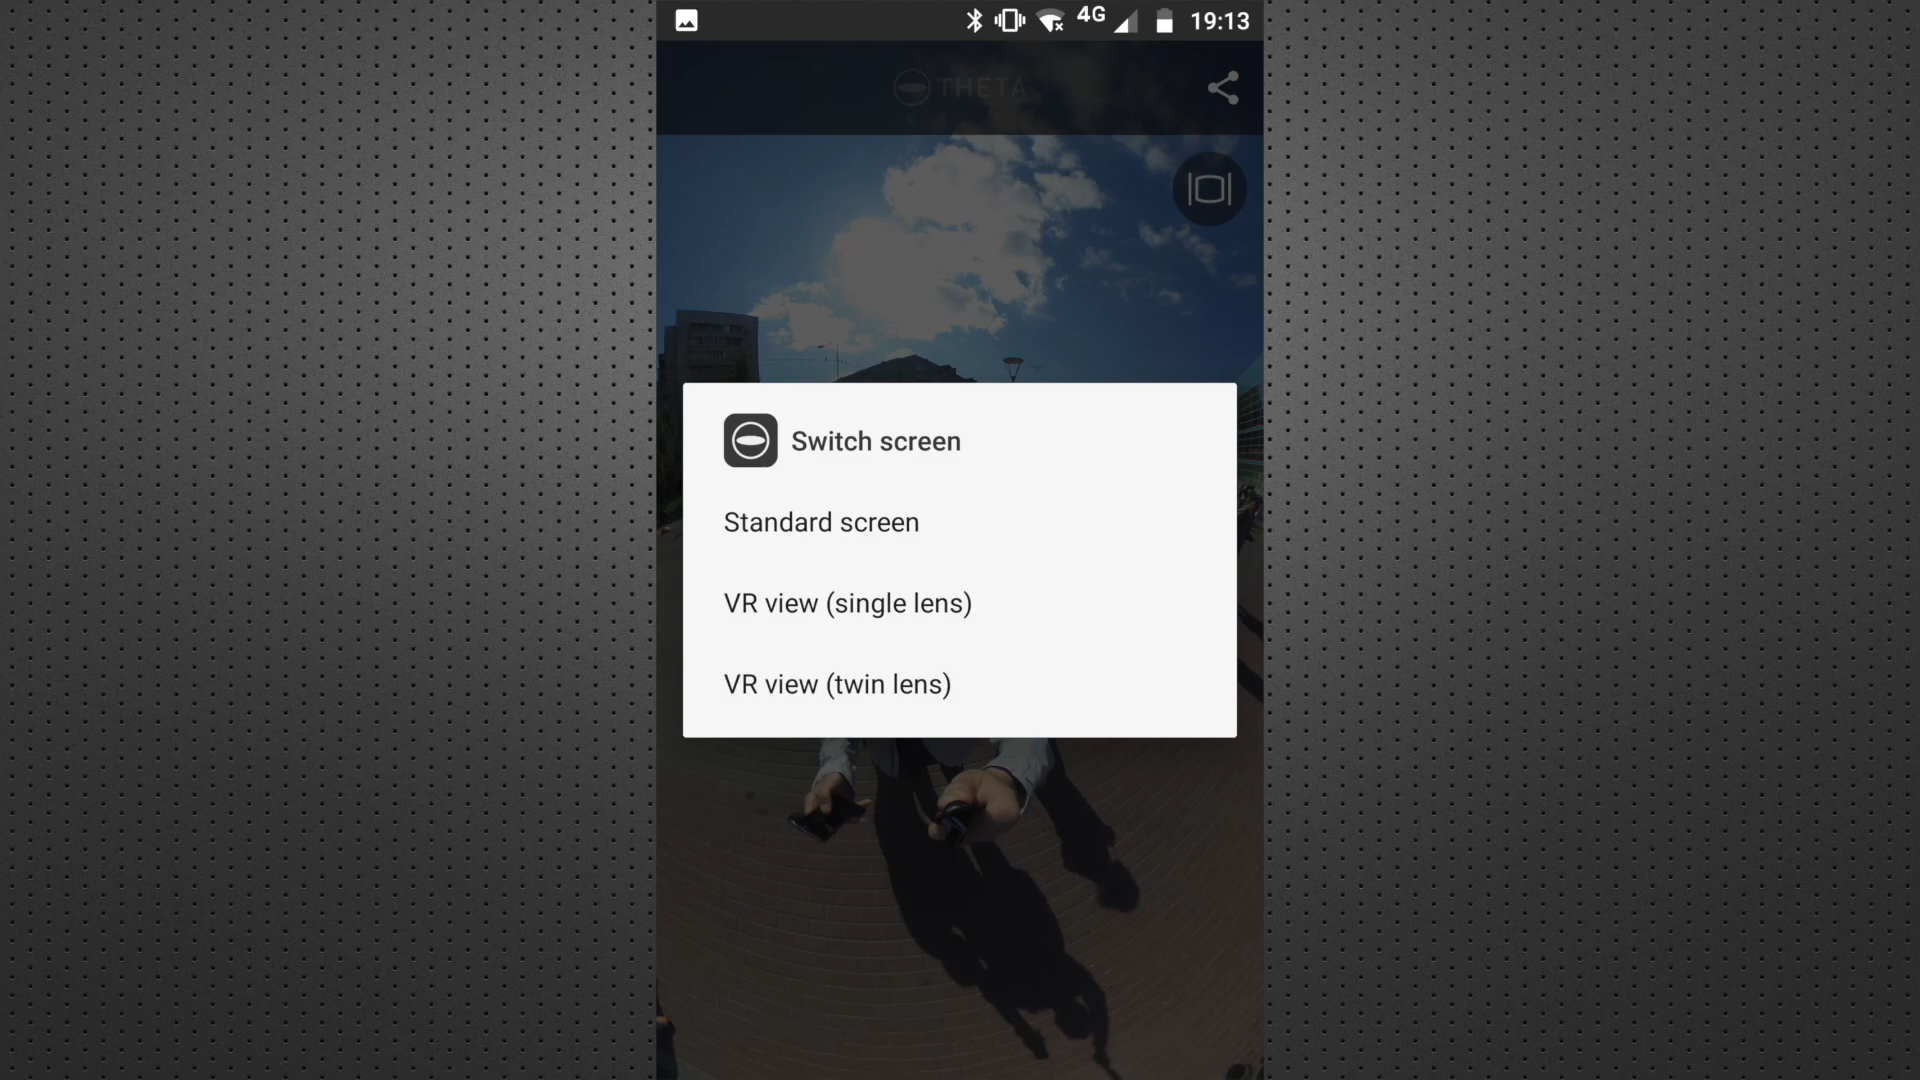 4G 19:13
THETA
Switch screen
Standard screen
VR view (single lens)
VR view (twin lens)